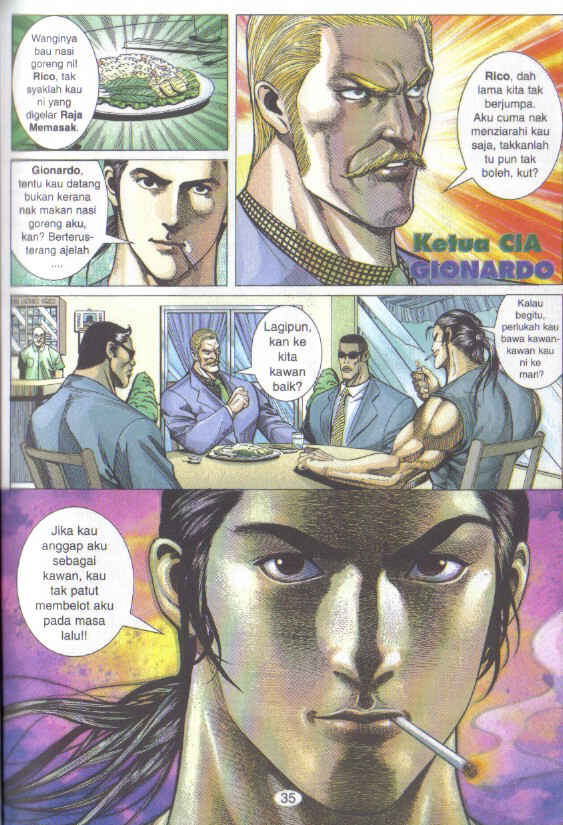 Wanginya
bau nasi
goreng ni!
Rico, tak
syaklah kau
ni yang
digelar Raja
Memasak.
Rico, dah
lama kita tak
berjumpa.
Aku cuma nak
menziarahi kau
saja, takkanlah
tu pun tak
boleh, kut?
Ketua CIA
GIONARDO
Gionardo,
tentu kau datang
bukan kerana
nak makan nasi
goreng aku,
kan? Berterus-
terang ajelah
....
Lagipun,
kan ke
kita
kawan
baik?
Kalau
begitu,
perlukah kau
bawa kawan-
kawan kau
ni ke
mari?
Jika kau
anggap aku
sebagai
kawan, kau
tak patut
membelot aku
pada masa
lalu!!
35